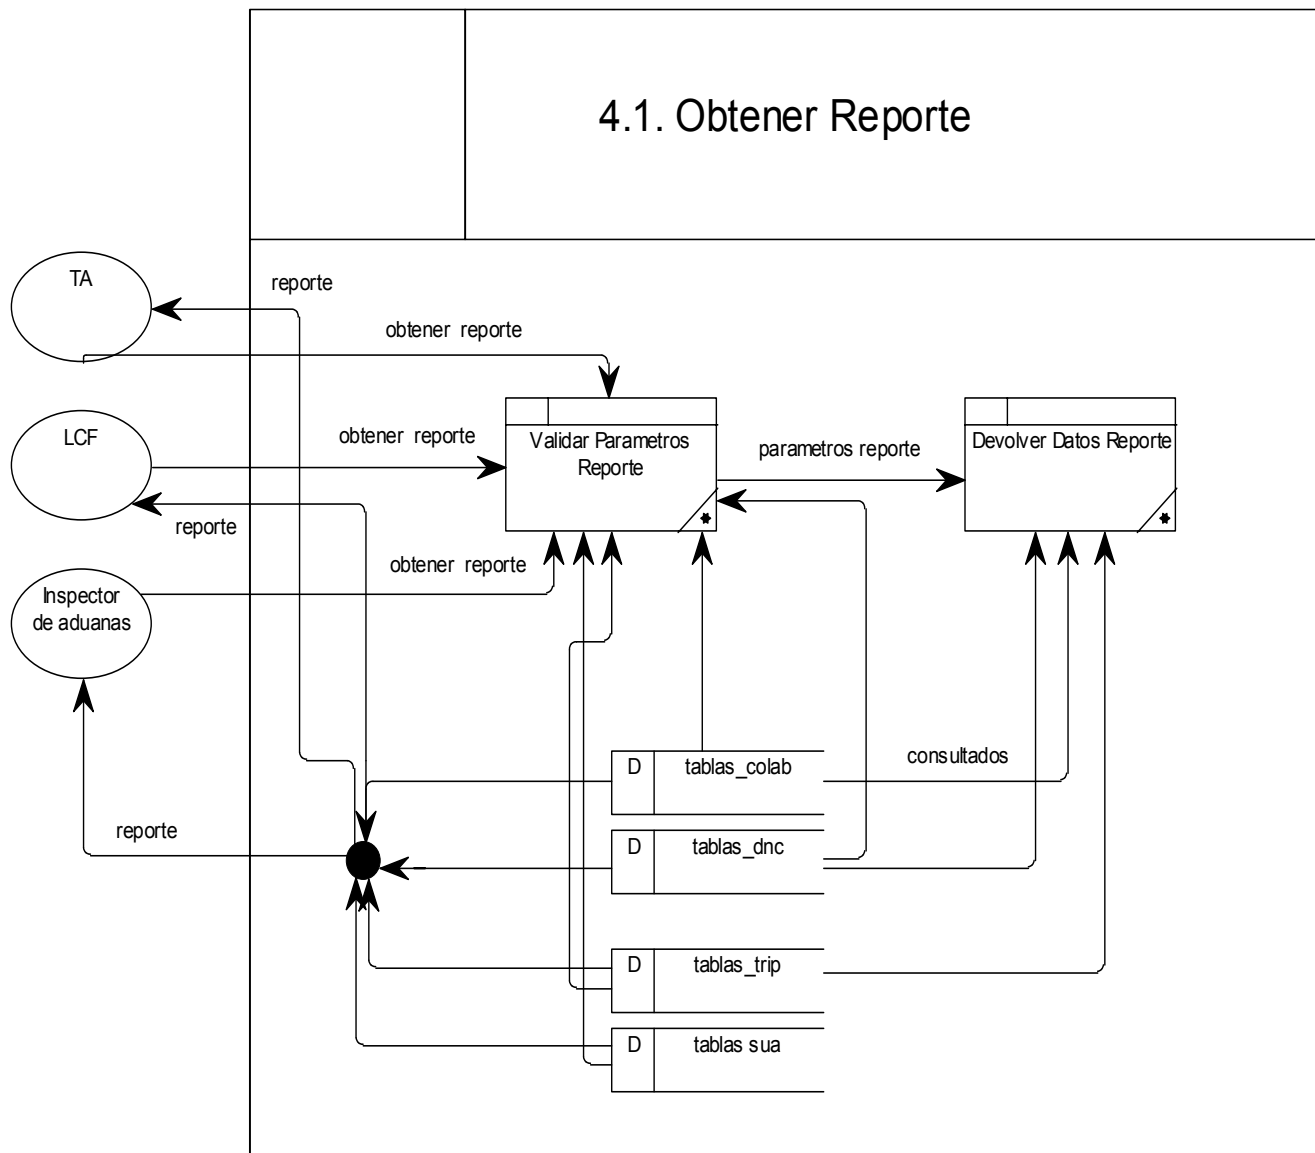 4.1. Obtener Reporte
TA
reporte
obtener reporte
LCF
obtener reporte
Validar Parametros
Reporte
parametros reporte
Devolver Datos Reporte
reporte
obtener reporte
Inspector
de aduanas
D
tablas_colab
consultados
reporte
D
tablas_dnc
D
tablas_trip
D
tablas sua